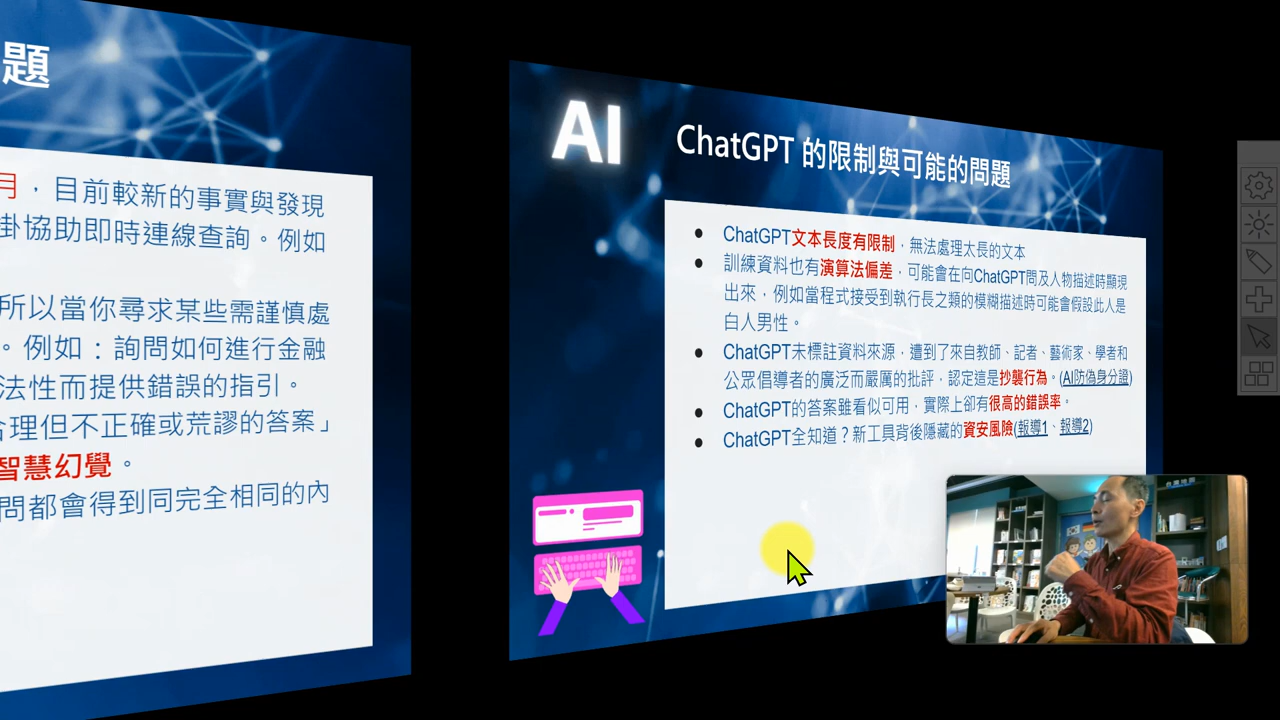 題
月，目前較新的事實與發現
掛協助即時連線查詢。例如
所以當你尋求某些需謹慎處
。例如：詢問如何進行金融
法性而提供錯誤的指引。
合理但不正確或荒謬的答案」
智慧幻覺。
問都會得到同完全相同的內
AI
ChatGPT 的限制與可能的問題
ChatGPT文本長度有限制，無法處理太長的文本
訓練資料也有演算法偏差，可能會在向ChatGPT問及人物描述時顯現
出來，例如當程式接受到執行長之類的模糊描述時可能會假設此人是
白人男性。
ChatGPT未標註資料來源，遭到了來自教師、記者、藝術家、學者和
公眾倡導者的廣泛而嚴厲的批評，認定這是抄襲行為。(AI防偽身分證)
ChatGPT的答案雖看似可用，實際上卻有很高的錯誤率。
ChatGPT全知道？新工具背後隱藏的資安風險(報導1、報導2)